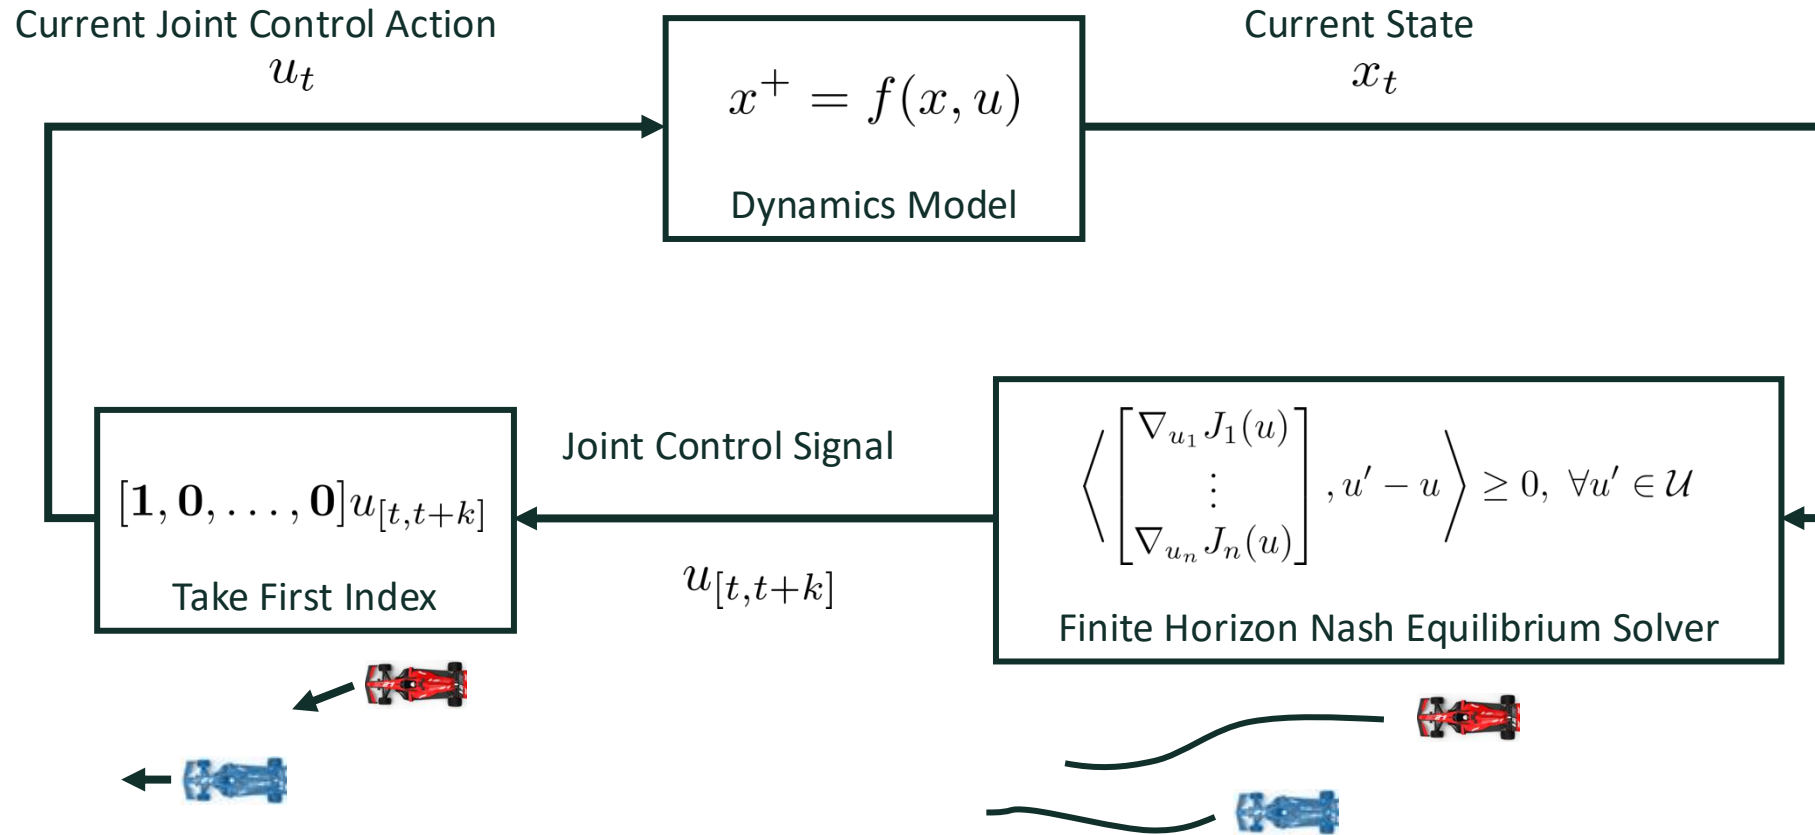 Current Joint Control Action
u_t
x^+ = f(x, u)
Dynamics Model
Current State
x_t
[1, 0, . . . , 0]u_{[t,t+k]}
Take First Index
Joint Control Signal
u_{[t,t+k]}
⟨[∇_{u_1} J_1(u) ⋮ ∇_{u_n} J_n(u)], u′ − u⟩ ≥ 0, ∀u′ ∈ 𝒰
Finite Horizon Nash Equilibrium Solver